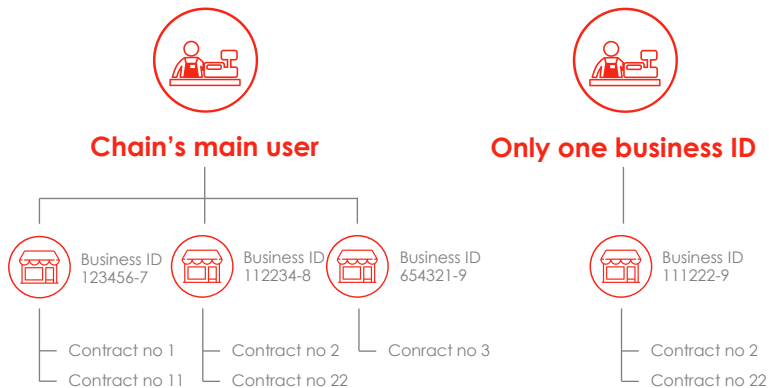 Chain's main user
Only one business ID
Business ID
123456-7
Business ID
112234-8
Business ID
654321-9
Business ID
111222-9
Contract no 1
Contract no 11
Contract no 2
Contract no 22
Conract no 3
Contract no 2
Contract no 22